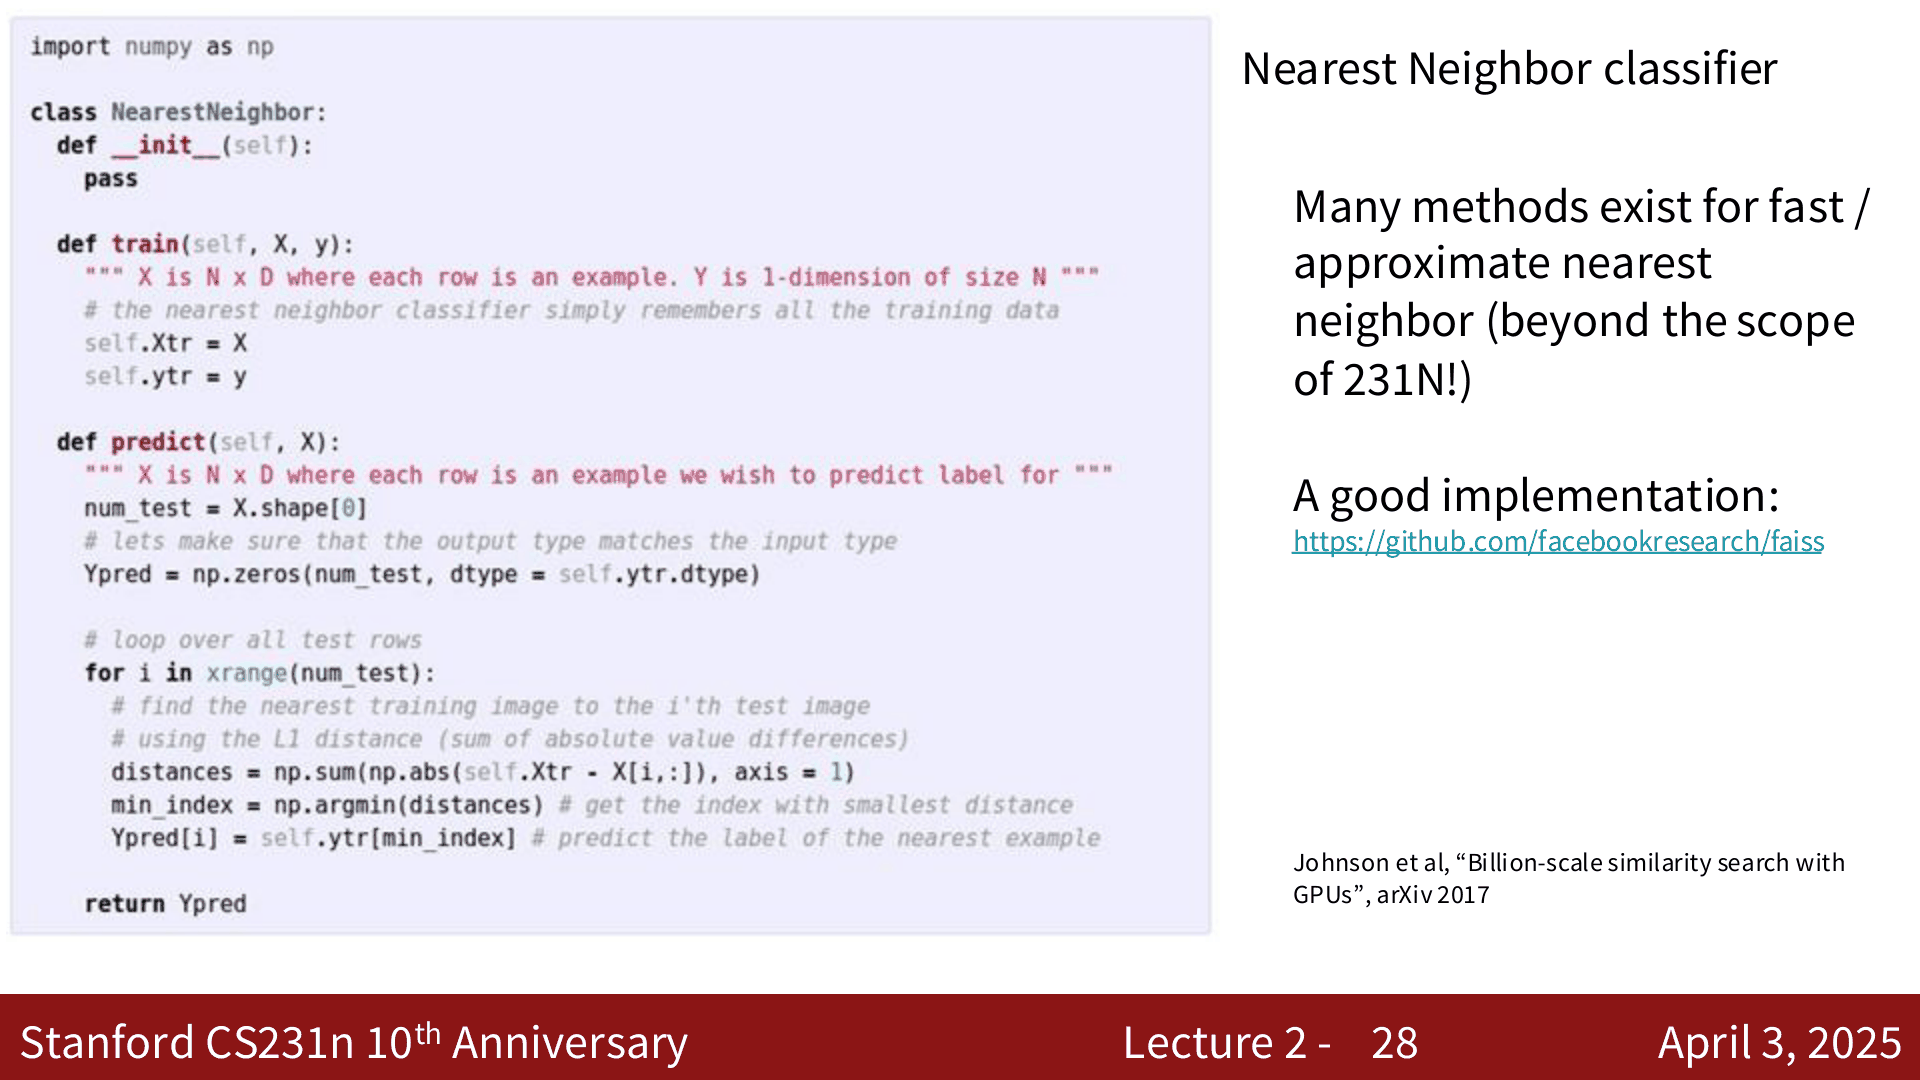 import numpy as np
class NearestNeighbor:
def __init__(self):
pass
def train(self, X, y):
""" X is N x D where each row is an example. Y is 1-dimension of size N """
# the nearest neighbor classifier simply remembers all the training data
self.Xtr = X
self.ytr = y
def predict(self, X):
""" X is N x D where each row is an example we wish to predict label for """
num_test = X.shape[0]
# lets make sure that the output type matches the input type
Ypred = np.zeros(num_test, dtype = self.ytr.dtype)
# loop over all test rows
for i in xrange(num_test):
# find the nearest training image to the i'th test image
# using the L1 distance (sum of absolute value differences)
distances = np.sum(np.abs(self.Xtr - X[i,:]), axis = 1)
min_index = np.argmin(distances) # get the index with smallest distance
Ypred[i] = self.ytr[min_index] # predict the label of the nearest example
return Ypred
Nearest Neighbor classifier
Many methods exist for fast /
approximate nearest
neighbor (beyond the scope
of 231N!)
A good implementation:
https://github.com/facebookresearch/faiss
Johnson et al, “Billion-scale similarity search with
GPUs”, arXiv 2017
Stanford CS231n 10th Anniversary
Lecture 2 - 28
April 3, 2025